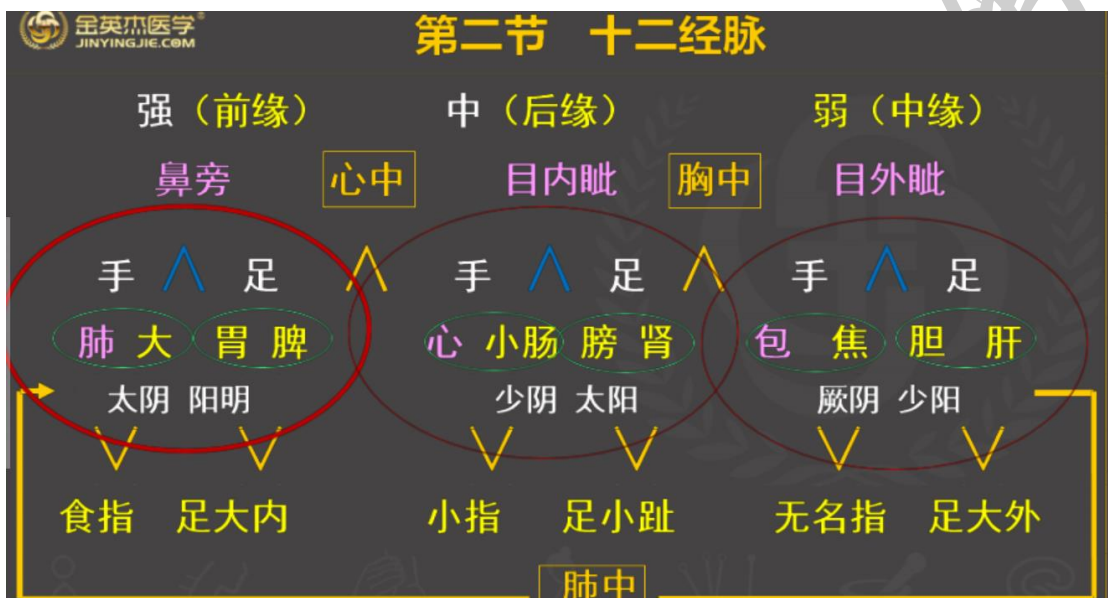 金英杰医学®
JINYINGJIE.COM
第二节 十二经脉
强（前缘） 中（后缘） 弱（中缘）
鼻旁 心中 目内眦 胸中 目外眦
手 足 手 足 手 足
肺 大 胃 脾 心 小肠 膀 肾 包 焦 胆 肝
太阴 阳明 少阴 太阳 厥阴 少阳
食指 足大内 小指 足小趾 无名指 足大外
肺中